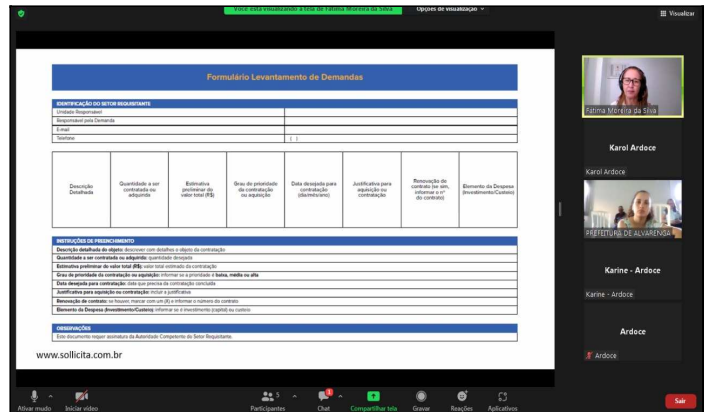 Você está visualizando a tela de Fátima Moreira da Silva
Opções de visualização
Visualizar
Formulário Levantamento de Demandas
IDENTIFICAÇÃO DO SETOR REQUISITANTE
Unidade Responsável
Responsável pela Demanda
E-mail
Telefone
( )
Descrição Detalhada
Quantidade a ser contratada ou adquirida
Estimativa preliminar do valor total (R$)
Grau de prioridade da contratação ou aquisição
Data desejada para contratação (dia/mês/ano)
Justificativa para aquisição ou contratação
Renovação de contrato (se sim, informar o nº do contrato)
Elemento da Despesa (Investimento/Custeio)
INSTRUÇÕES DE PREENCHIMENTO
Descrição detalhada do objeto: descrever com detalhes o objeto da contratação
Quantidade a ser contratada ou adquirida: quantidade desejada
Estimativa preliminar do valor total (R$): valor total estimado da contratação
Grau de prioridade da contratação ou aquisição: informar se a prioridade é baixa, média ou alta
Data desejada para contratação: data que precisa da contratação concluída
Justificativa para aquisição ou contratação: incluir a justificativa
Renovação de contrato: se houver, marcar com um (X) e informar o número do contrato
Elemento da Despesa (Investimento/Custeio): informar se é investimento (capital) ou custeio
OBSERVAÇÕES
Este documento requer assinatura da Autoridade Competente do Setor Requisitante.
www.sollicita.com.br
Fátima Moreira da Silva
Karol Ardoce
Karol Ardoce
PREFEITURA DE ALVARENGA
Karine - Ardoce
Karine - Ardoce
Ardoce
Ardoce
Ativar mudo
Iniciar vídeo
5
Participantes
Chat
Compartilhar tela
Gravar
Reações
Aplicativos
Sair